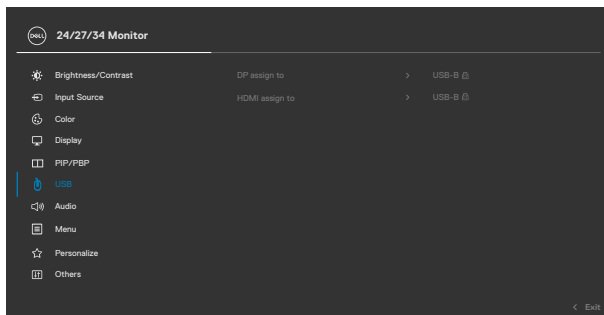 DELL
24/27/34 Monitor
Brightness/Contrast
DP assign to > USB-B
Input Source
HDMI assign to > USB-B
Color
Display
PIP/PBP
USB
Audio
Menu
Personalize
Others
< Exit